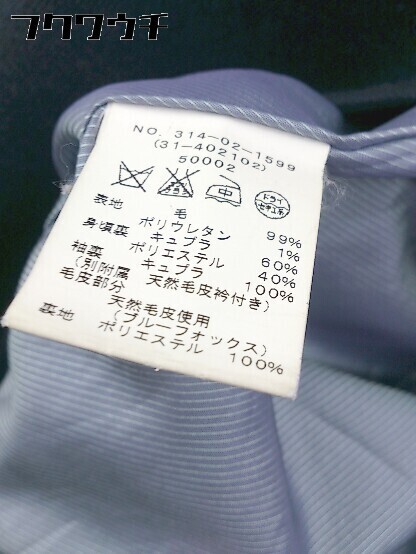 フクワウチ
NO. 314-02-1599
(31-402102)
50002
中
ドライ
セキユ系
表地 毛 99%
ポリウレタン 1%
身頃裏 キュプラ 60%
ポリエステル 40%
袖裏 キュプラ 100%
(別附属 天然毛皮衿付き)
毛皮部分
天然毛皮使用
(ブルーフォックス)
裏地 ポリエステル 100%